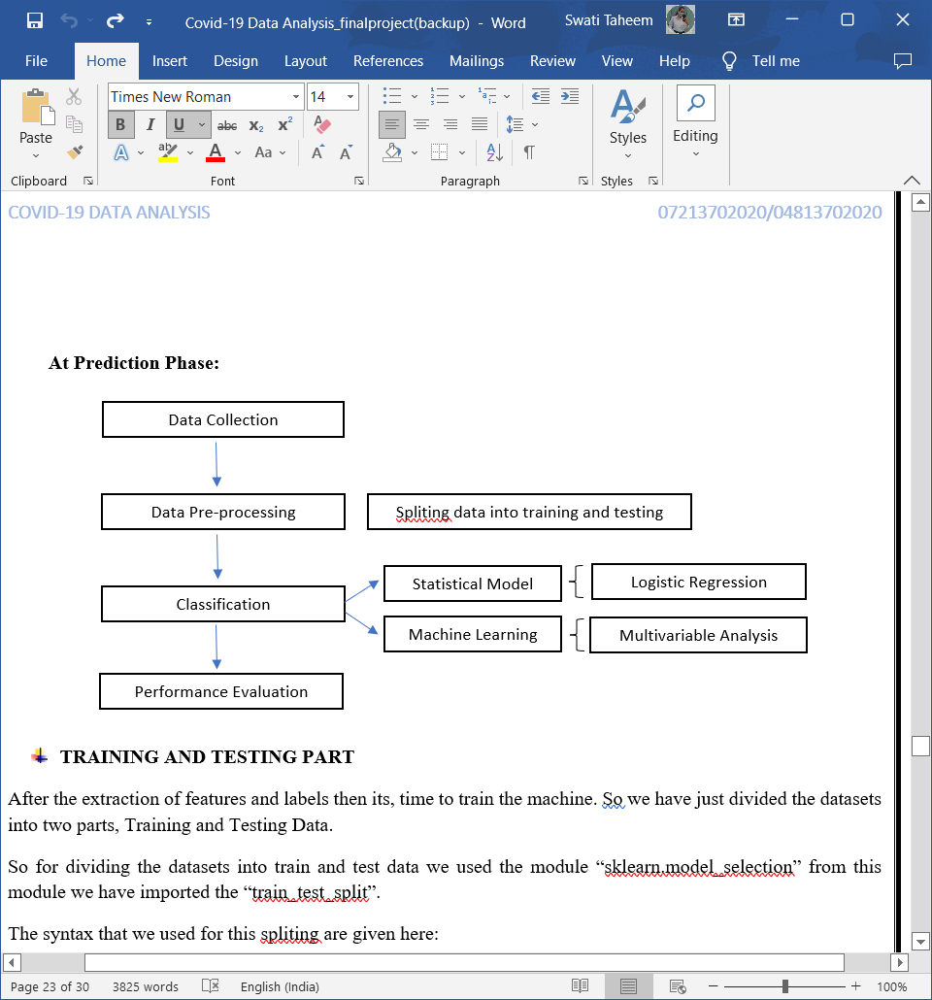 Covid-19 Data Analysis_finalproject(backup) - Word
Swati Taheem
File Home Insert Design Layout References Mailings Review View Help Tell me
Paste
Clipboard
Times New Roman 14
B I U abc x₂ x²
A ab A Aa A A
Font
Paragraph
Styles
Styles
Editing
COVID-19 DATA ANALYSIS 07213702020/04813702020
At Prediction Phase:
Data Collection
Data Pre-processing
Spliting data into training and testing
Classification
Statistical Model
Logistic Regression
Machine Learning
Multivariable Analysis
Performance Evaluation
TRAINING AND TESTING PART
After the extraction of features and labels then its, time to train the machine. So we have just divided the datasets
into two parts, Training and Testing Data.
So for dividing the datasets into train and test data we used the module “sklearn.model_selection” from this
module we have imported the “train_test_split”.
The syntax that we used for this spliting are given here:
Page 23 of 30 3825 words English (India) 100%